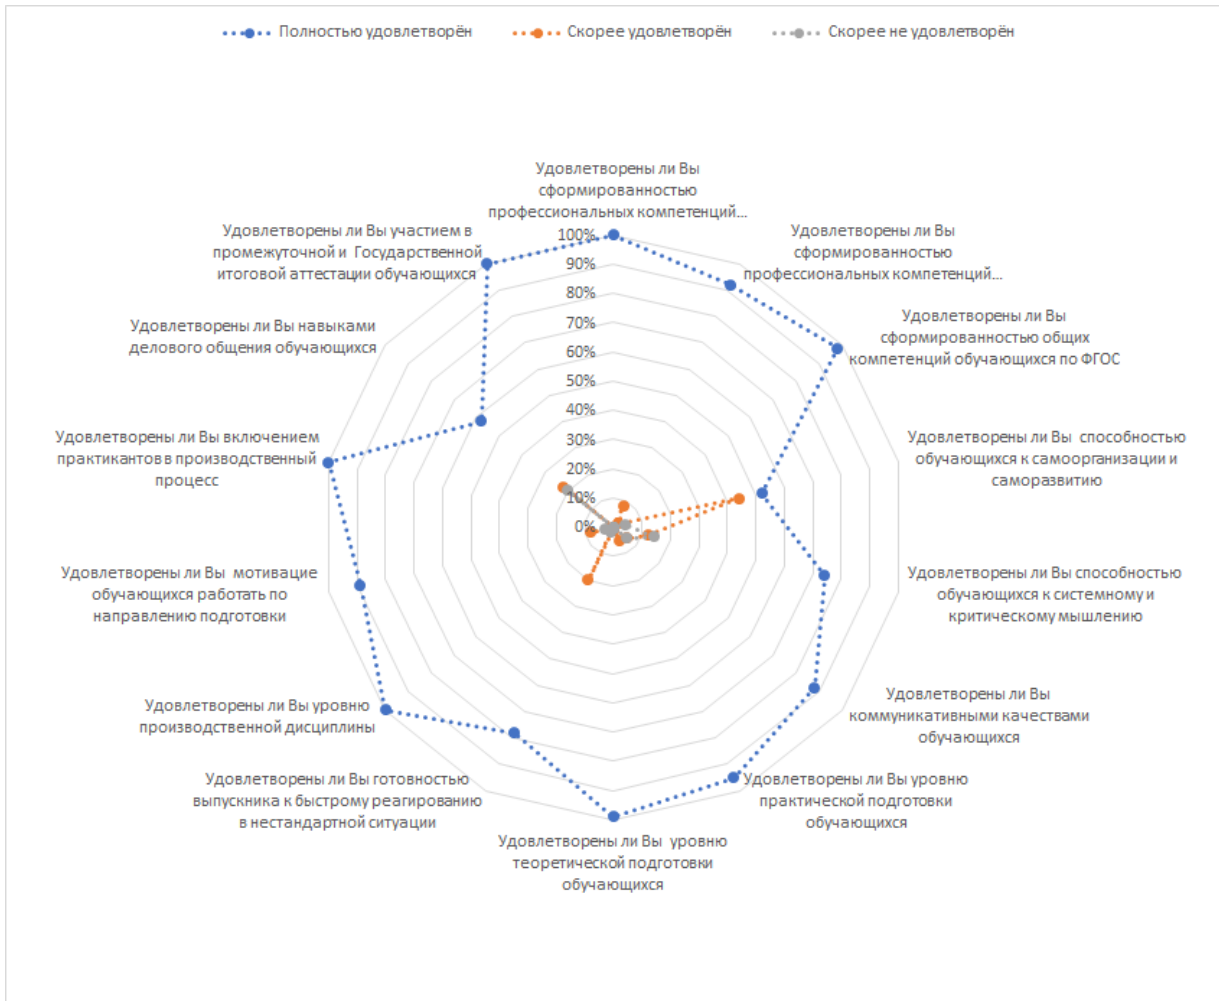 Полностью удовлетворён
Скорее удовлетворён
Скорее не удовлетворён
Удовлетворены ли Вы
сформированностью
профессиональных компетенций...
Удовлетворены ли Вы
сформированностью
профессиональных компетенций...
Удовлетворены ли Вы
сформированностью общих
компетенций обучающихся по ФГОС
Удовлетворены ли Вы  способностью
обучающихся к самоорганизации и
саморазвитию
Удовлетворены ли Вы способностью
обучающихся к системному и
критическому мышлению
Удовлетворены ли Вы
коммуникативными качествами
обучающихся
Удовлетворены ли Вы уровню
практической подготовки
обучающихся
Удовлетворены ли Вы  уровню
теоретической подготовки
обучающихся
Удовлетворены ли Вы готовностью
выпускника к быстрому реагированию
в нестандартной ситуации
Удовлетворены ли Вы уровню
производственной дисциплины
Удовлетворены ли Вы  мотивацие
обучающихся работать по
направлению подготовки
Удовлетворены ли Вы включением
практикантов в производственный
процесс
Удовлетворены ли Вы навыками
делового общения обучающихся
Удовлетворены ли Вы участием в
промежуточной и  Государственной
итоговой аттестации обучающихся
100%
90%
80%
70%
60%
50%
40%
30%
20%
10%
0%